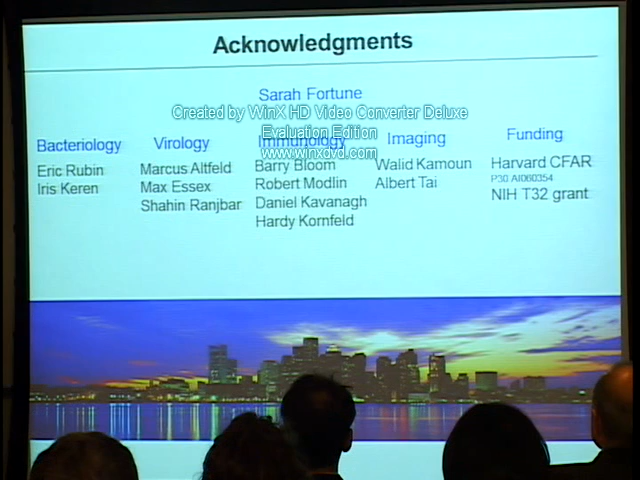 Acknowledgments
Sarah Fortune
Created by WinX HD Video Converter Deluxe
Evaluation Edition
www.winxdvd.com
Bacteriology
Eric Rubin
Iris Keren
Virology
Marcus Altfeld
Max Essex
Shahin Ranjbar
Immunology
Barry Bloom
Robert Modlin
Daniel Kavanagh
Hardy Kornfeld
Imaging
Walid Kamoun
Albert Tai
Funding
Harvard CFAR
P30 AI060354
NIH T32 grant